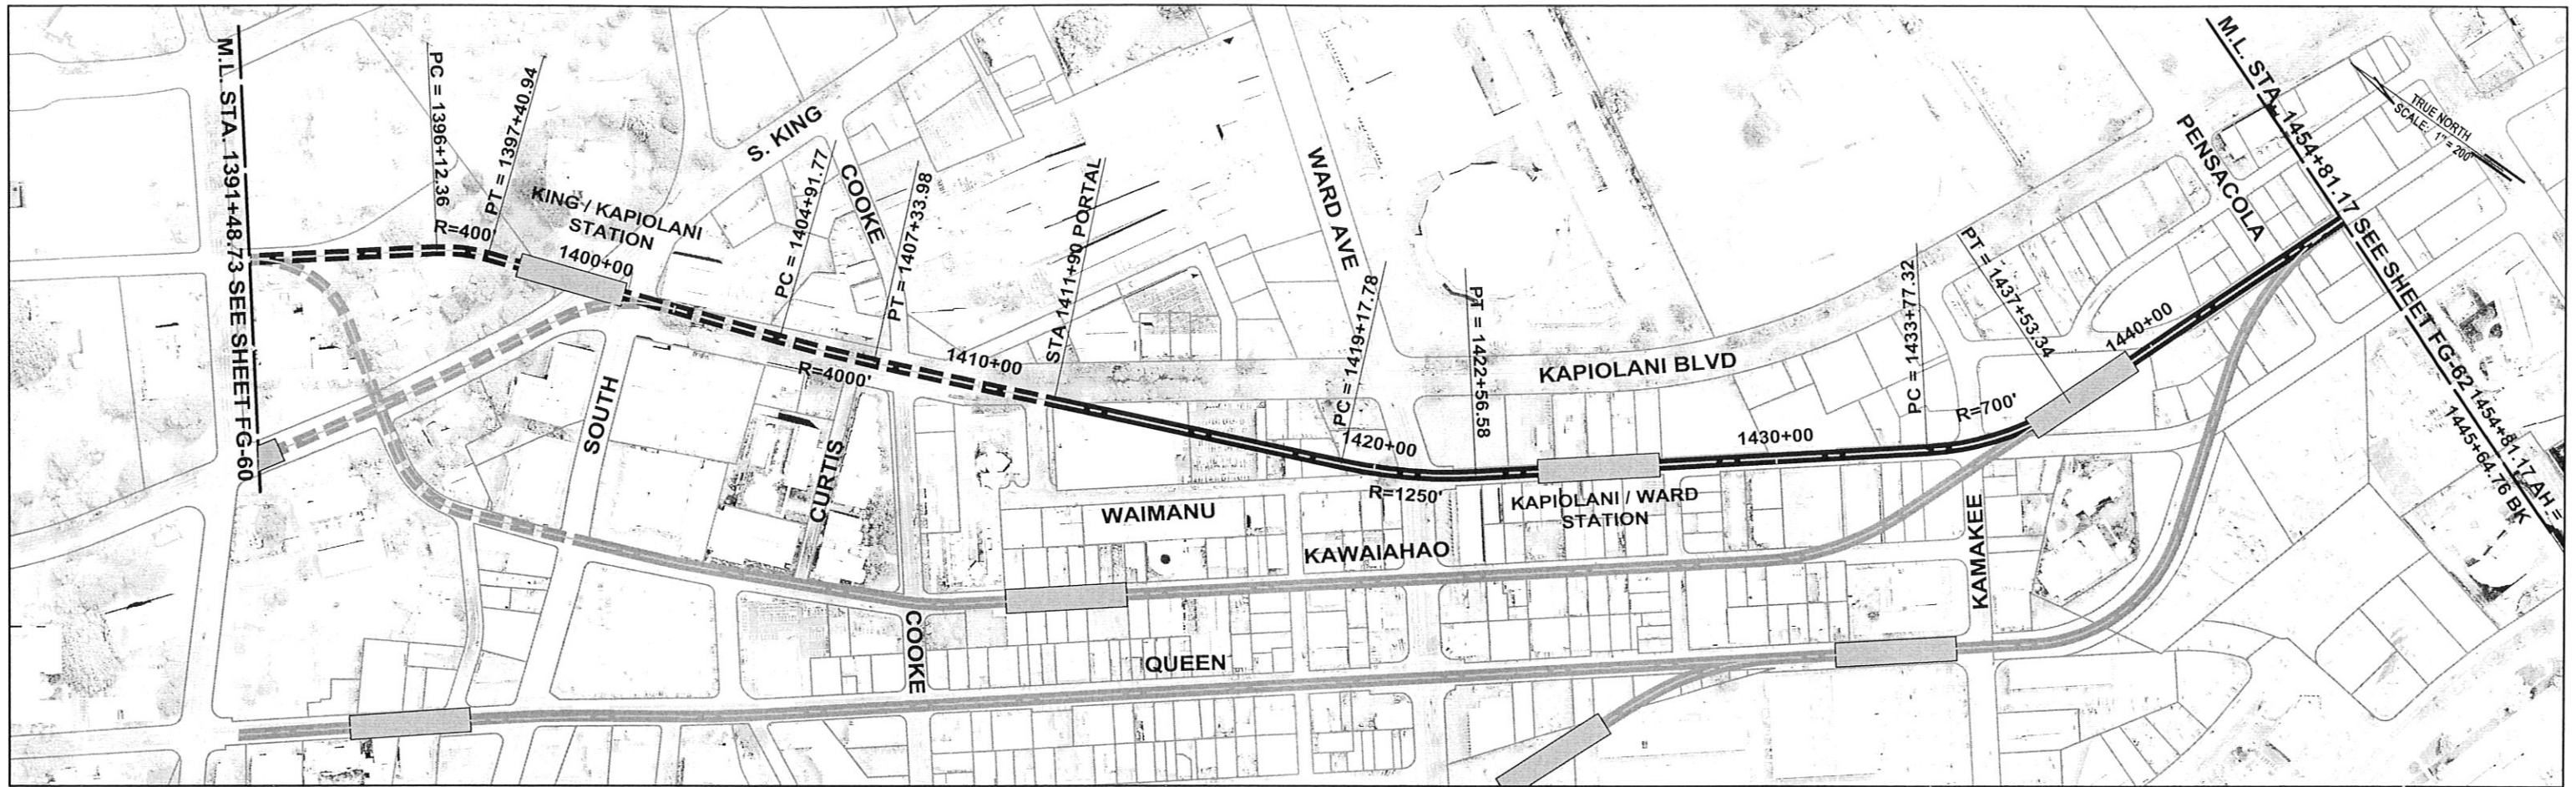 M.L. STA. 1391+48.73 SEE SHEET FG-60
PC = 1396+12.36
PT = 1397+40.94
R=400'
KING / KAPIOLANI
STATION
1400+00
S. KING
PC = 1404+91.77
COOKE
PT = 1407+33.98
R=4000'
1410+00
STA 1411+90 PORTAL
WARD AVE
PC = 1419+17.78
1420+00
R=1250'
PT = 1422+56.58
KAPIOLANI BLVD
KAPIOLANI / WARD
STATION
1430+00
PC = 1433+77.32
PT = 1437+53.34
R=700'
1440+00
PENSACOLA
M.L. STA. 1454+81.17 SEE SHEET FG-62
1454+81.17 AH =
1445+64.76 BK
TRUE NORTH
SCALE: 1" = 200'
SOUTH
CURTIS
WAIMANU
KAWAIAHAO
KAMAKEE
COOKE
QUEEN